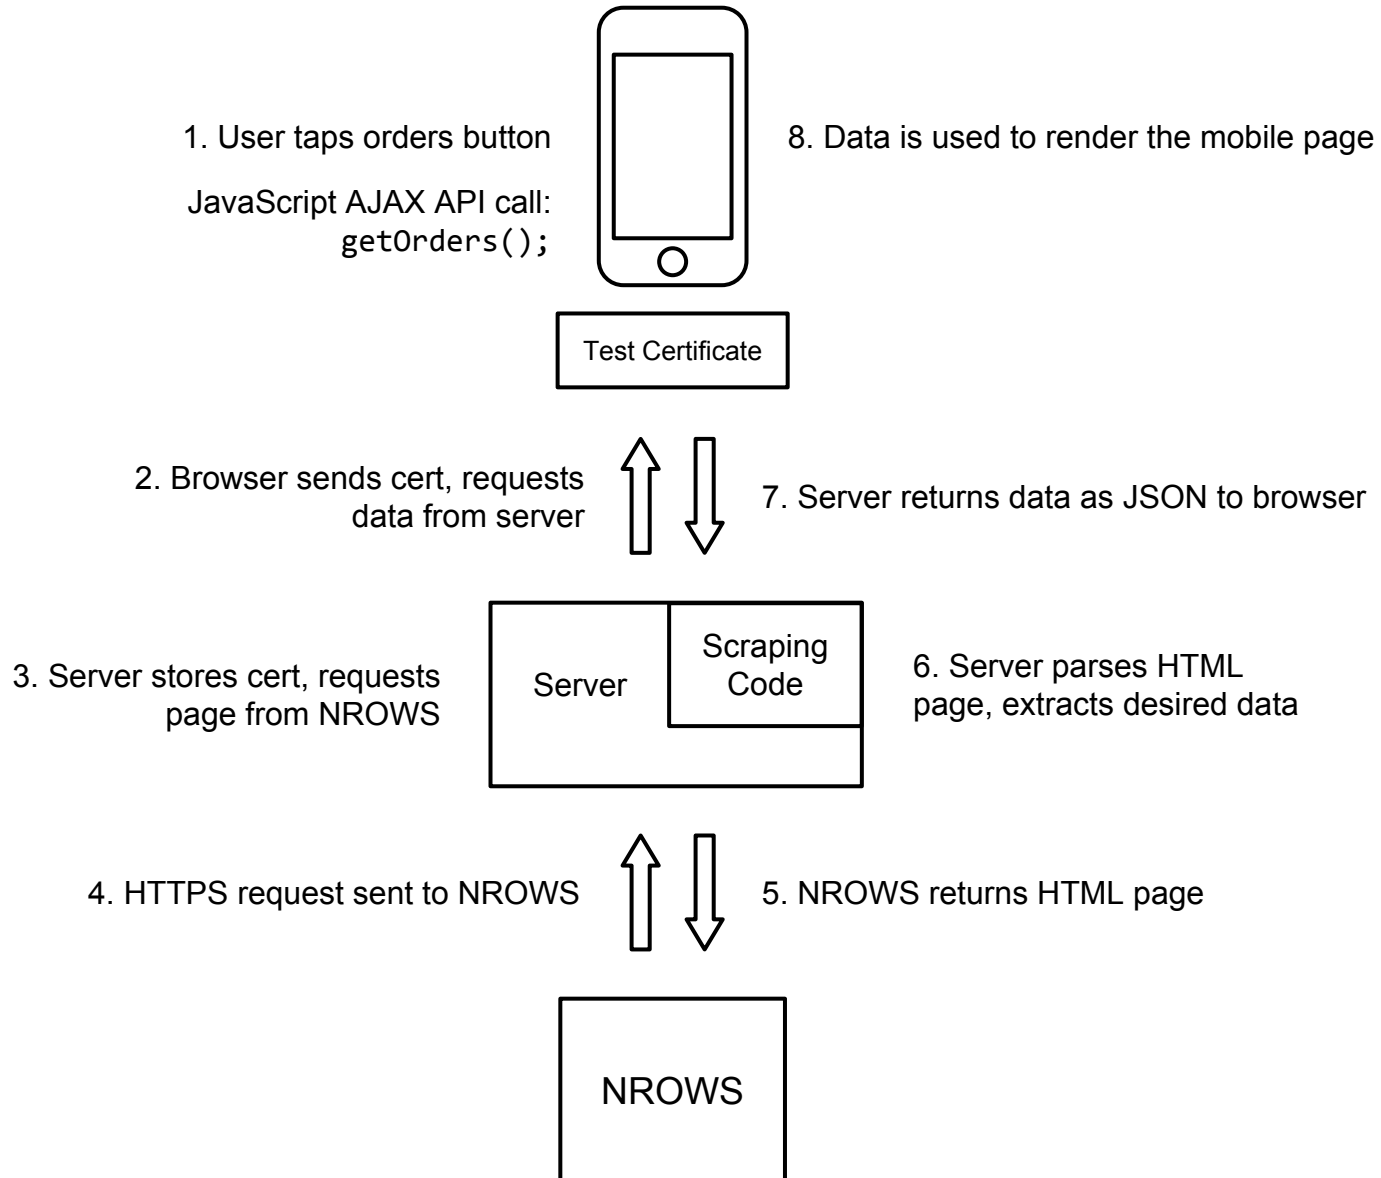 1. User taps orders button
JavaScript AJAX API call:
getOrders();
8. Data is used to render the mobile page
Test Certificate
2. Browser sends cert, requests
data from server
7. Server returns data as JSON to browser
3. Server stores cert, requests
page from NROWS
Server
Scraping
Code
6. Server parses HTML
page, extracts desired data
4. HTTPS request sent to NROWS
5. NROWS returns HTML page
NROWS